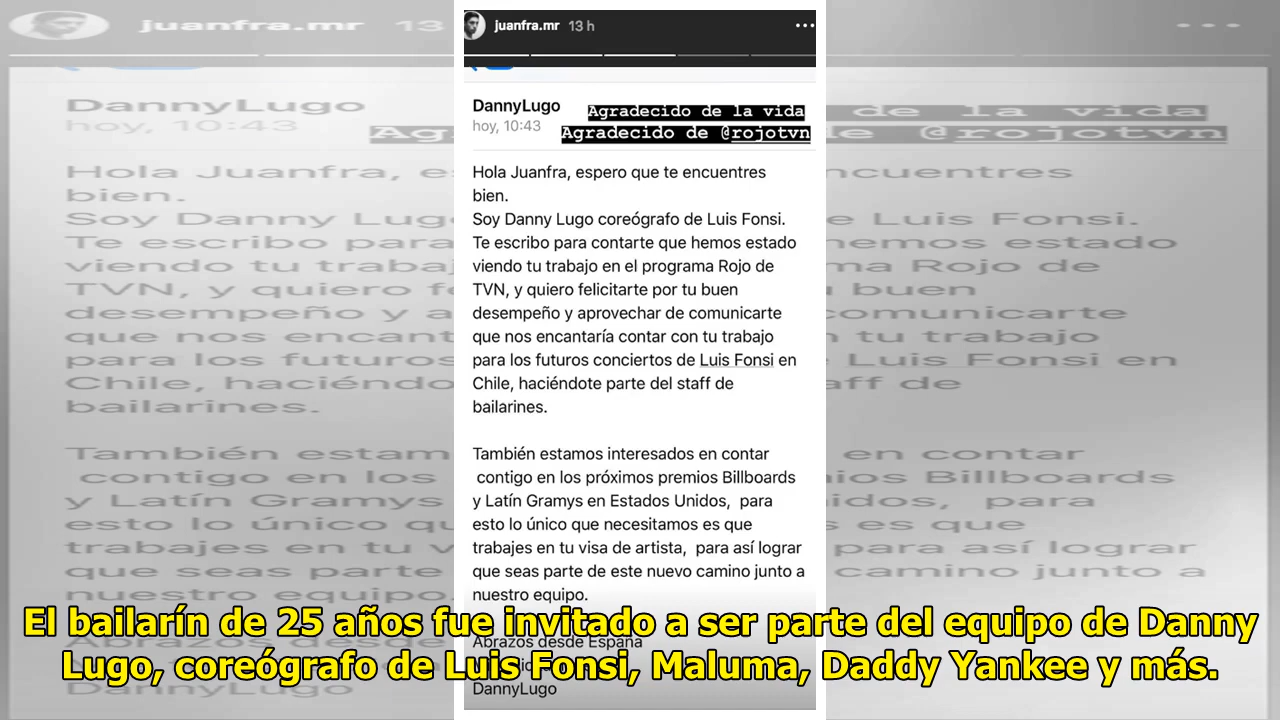 juanfra.mr 13 h
DannyLugo
hoy, 10:43
Agradecido de la vida
Agradecido de @rojotvn
Hola Juanfra, espero que te encuentres
bien.
Soy Danny Lugo coreógrafo de Luis Fonsi.
Te escribo para contarte que hemos estado
viendo tu trabajo en el programa Rojo de
TVN, y quiero felicitarte por tu buen
desempeño y aprovechar de comunicarte
que nos encantaría contar con tu trabajo
para los futuros conciertos de Luis Fonsi en
Chile, haciéndote parte del staff de
bailarines.
También estamos interesados en contar
contigo en los próximos premios Billboards
y Latín Gramys en Estados Unidos, para
esto lo único que necesitamos es que
trabajes en tu visa de artista, para así lograr
que seas parte de este nuevo camino junto a
nuestro equipo.
Abrazos desde España
DannyLugo
El bailarín de 25 años fue invitado a ser parte del equipo de Danny
Lugo, coreógrafo de Luis Fonsi, Maluma, Daddy Yankee y más.